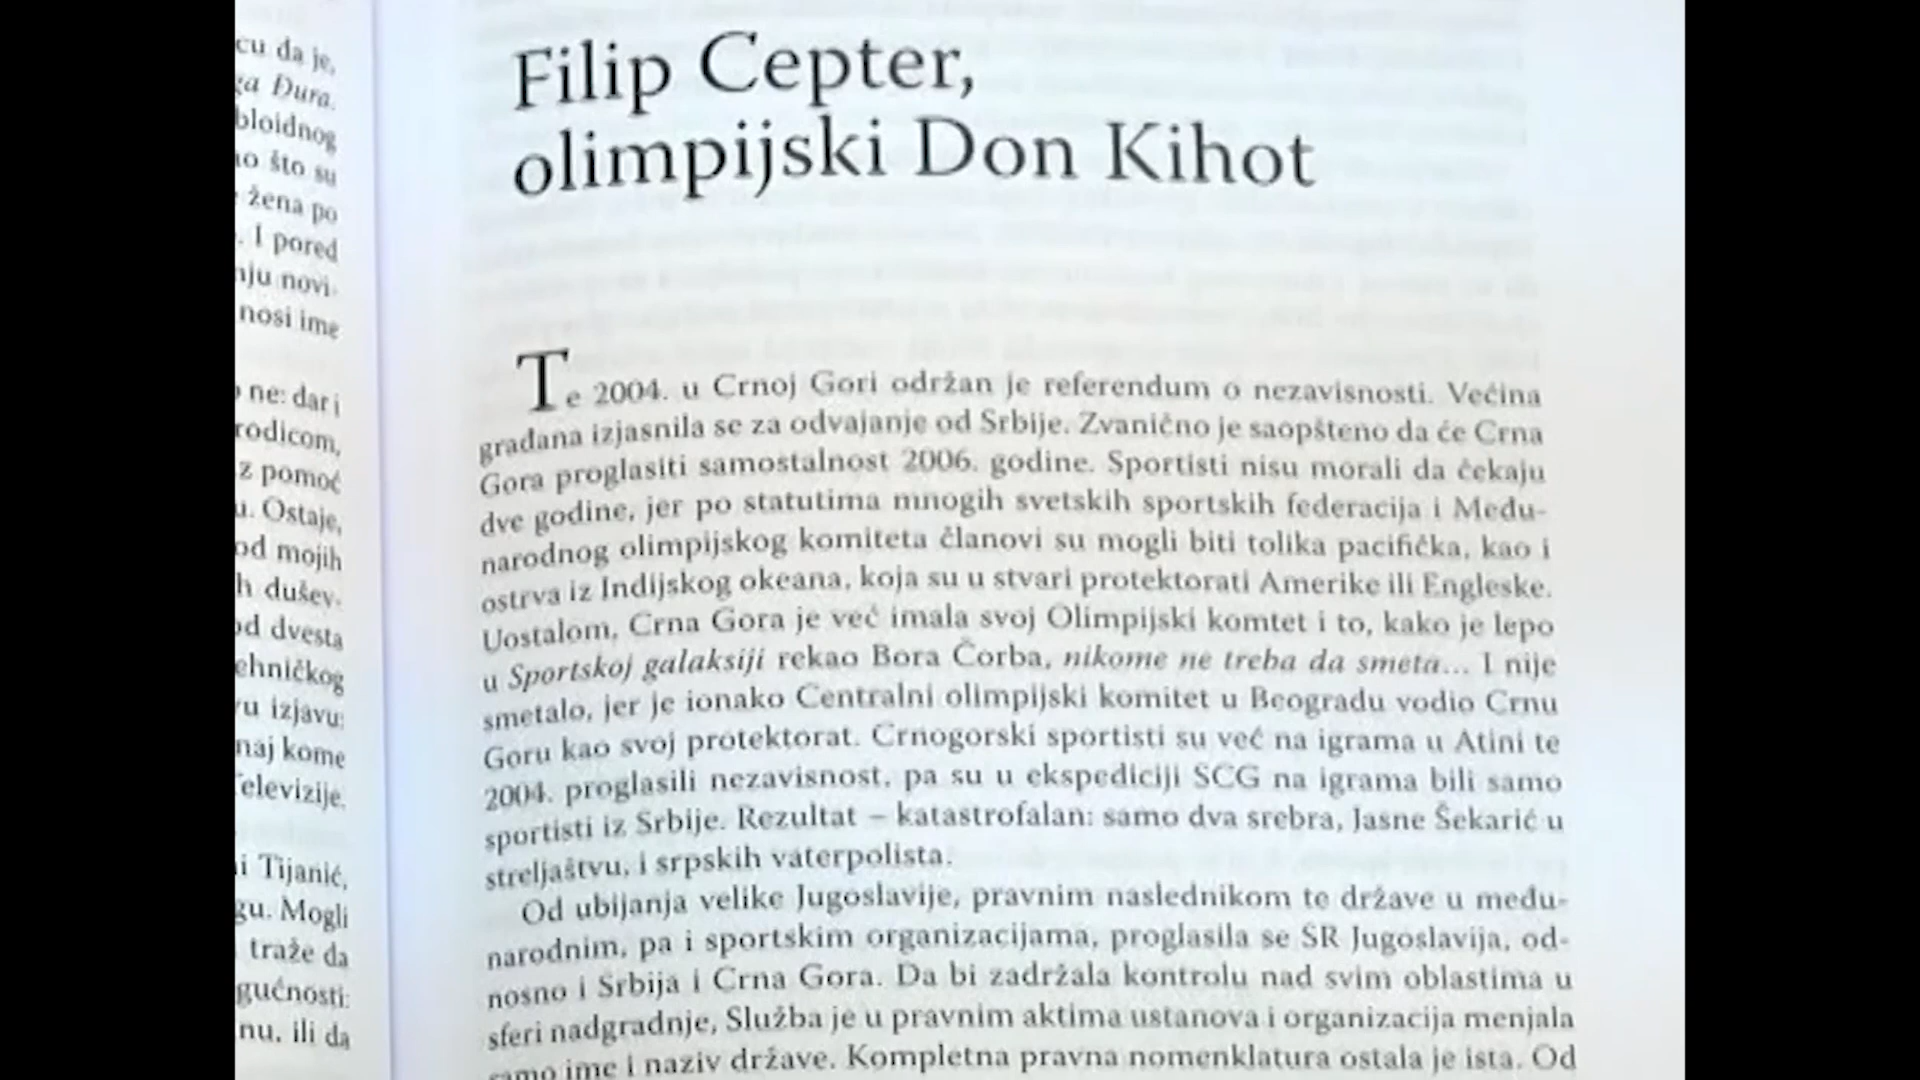 cu da je,
ga Đura.
bloidnog
no što su
žena po
. I pored
nju novi-
nosi ime
ne: dar i
rodicom,
z pomoć
u. Ostaje,
od mojih
h dušev-
od dvesta
ehničkog
vu izjavu:
naj kome
Televizije.
i Tijanić,
gu. Mogli
traže da
gućnosti:
nu, ili da
Filip Cepter,
olimpijski Don Kihot
Te 2004. u Crnoj Gori održan je referendum o nezavisnosti. Većina
građana izjasnila se za odvajanje od Srbije. Zvanično je saopšteno da će Crna
Gora proglasiti samostalnost 2006. godine. Sportisti nisu morali da čekaju
dve godine, jer po statutima mnogih svetskih sportskih federacija i Među-
narodnog olimpijskog komiteta članovi su mogli biti tolika pacifička, kao i
ostrva iz Indijskog okeana, koja su u stvari protektorati Amerike ili Engleske.
Uostalom, Crna Gora je već imala svoj Olimpijski komtet i to, kako je lepo
u Sportskoj galaksiji rekao Bora Čorba, nikome ne treba da smeta... I nije
smetalo, jer je ionako Centralni olimpijski komitet u Beogradu vodio Crnu
Goru kao svoj protektorat. Crnogorski sportisti su već na igrama u Atini te
2004. proglasili nezavisnost, pa su u ekspediciji SCG na igrama bili samo
sportisti iz Srbije. Rezultat – katastrofalan: samo dva srebra, Jasne Šekarić u
streljaštvu, i srpskih vaterpolista.
Od ubijanja velike Jugoslavije, pravnim naslednikom te države u među-
narodnim, pa i sportskim organizacijama, proglasila se SR Jugoslavija, od-
nosno i Srbija i Crna Gora. Da bi zadržala kontrolu nad svim oblastima u
sferi nadgradnje, Služba je u pravnim aktima ustanova i organizacija menjala
samo ime i naziv države. Kompletna pravna nomenklatura ostala je ista. Od